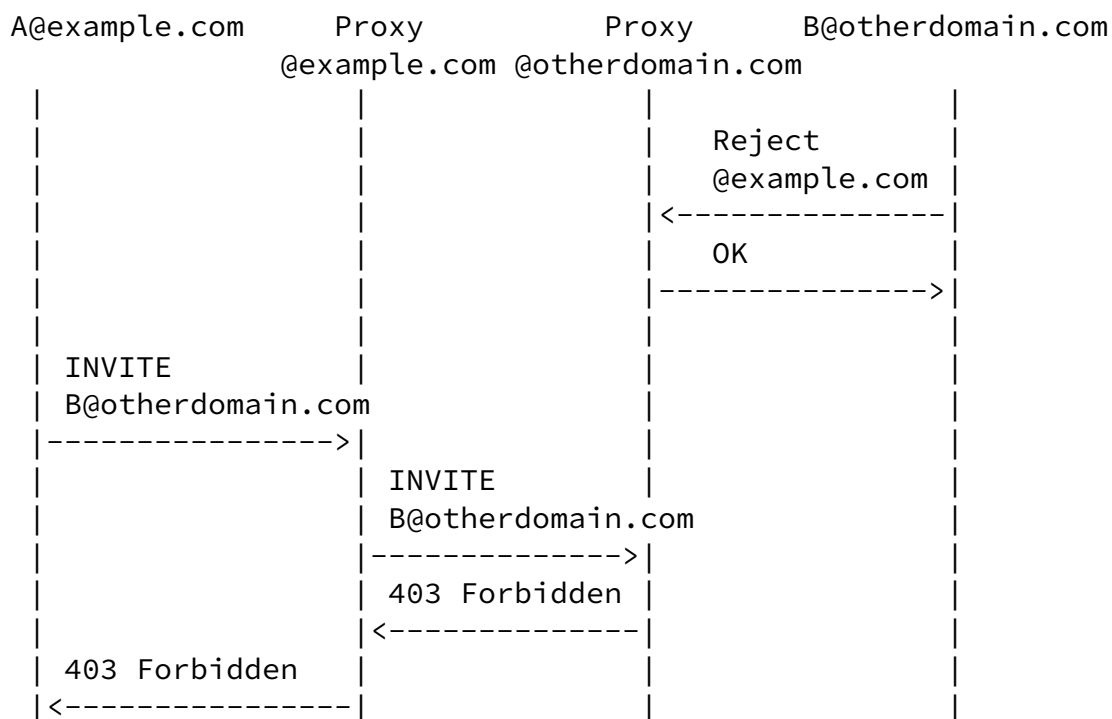 A@example.com Proxy Proxy B@otherdomain.com
@example.com @otherdomain.com
Reject
@example.com
OK
INVITE
B@otherdomain.com
INVITE
B@otherdomain.com
403 Forbidden
403 Forbidden